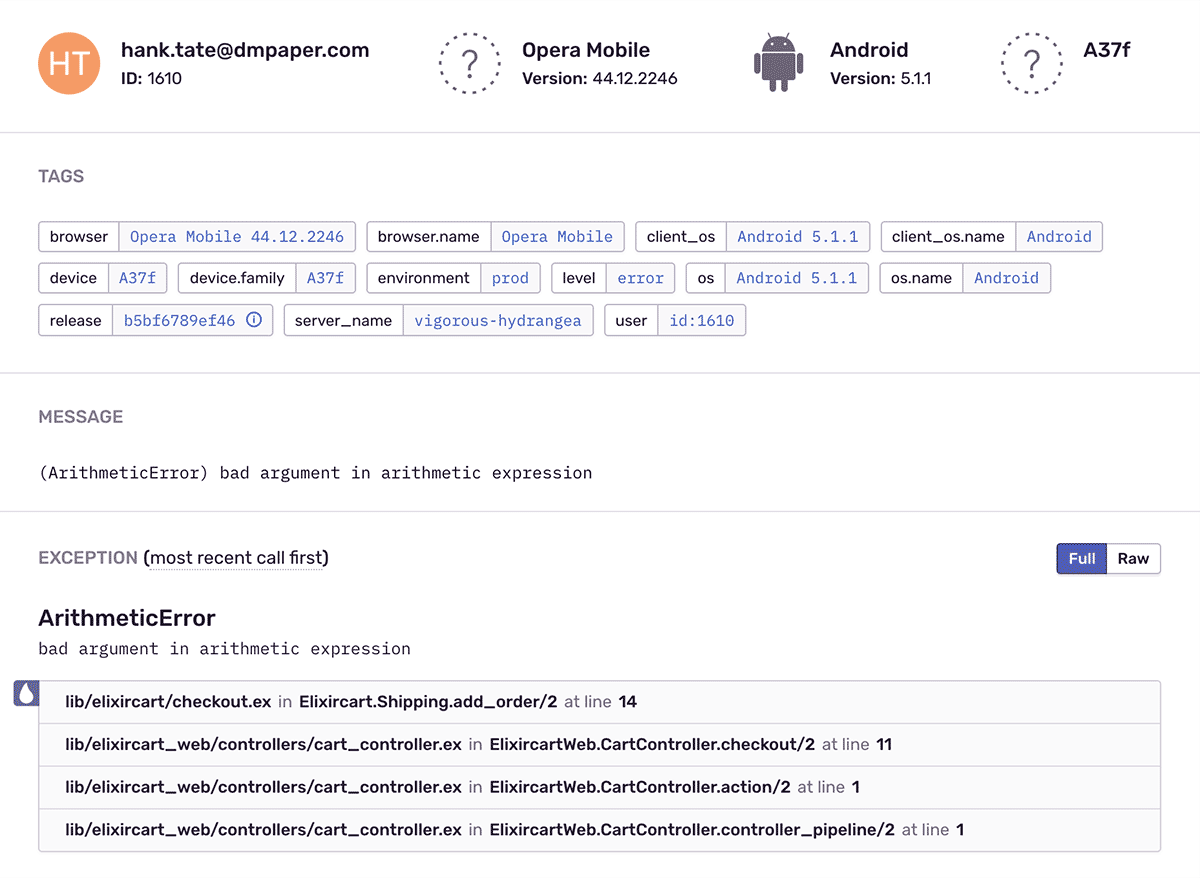 HT hank.tate@dmpaper.com ? Opera Mobile Android ? A37f
ID: 1610 Version: 44.12.2246 Version: 5.1.1
TAGS
browser Opera Mobile 44.12.2246 browser.name Opera Mobile client_os Android 5.1.1 client_os.name Android
device A37f device.family A37f environment prod level error os Android 5.1.1 os.name Android
release b5bf6789ef46 server_name vigorous-hydrangea user id:1610
MESSAGE
(ArithmeticError) bad argument in arithmetic expression
EXCEPTION (most recent call first) Full Raw
ArithmeticError
bad argument in arithmetic expression
lib/elixircart/checkout.ex in Elixircart.Shipping.add_order/2 at line 14
lib/elixircart_web/controllers/cart_controller.ex in ElixircartWeb.CartController.checkout/2 at line 11
lib/elixircart_web/controllers/cart_controller.ex in ElixircartWeb.CartController.action/2 at line 1
lib/elixircart_web/controllers/cart_controller.ex in ElixircartWeb.CartController.controller_pipeline/2 at line 1